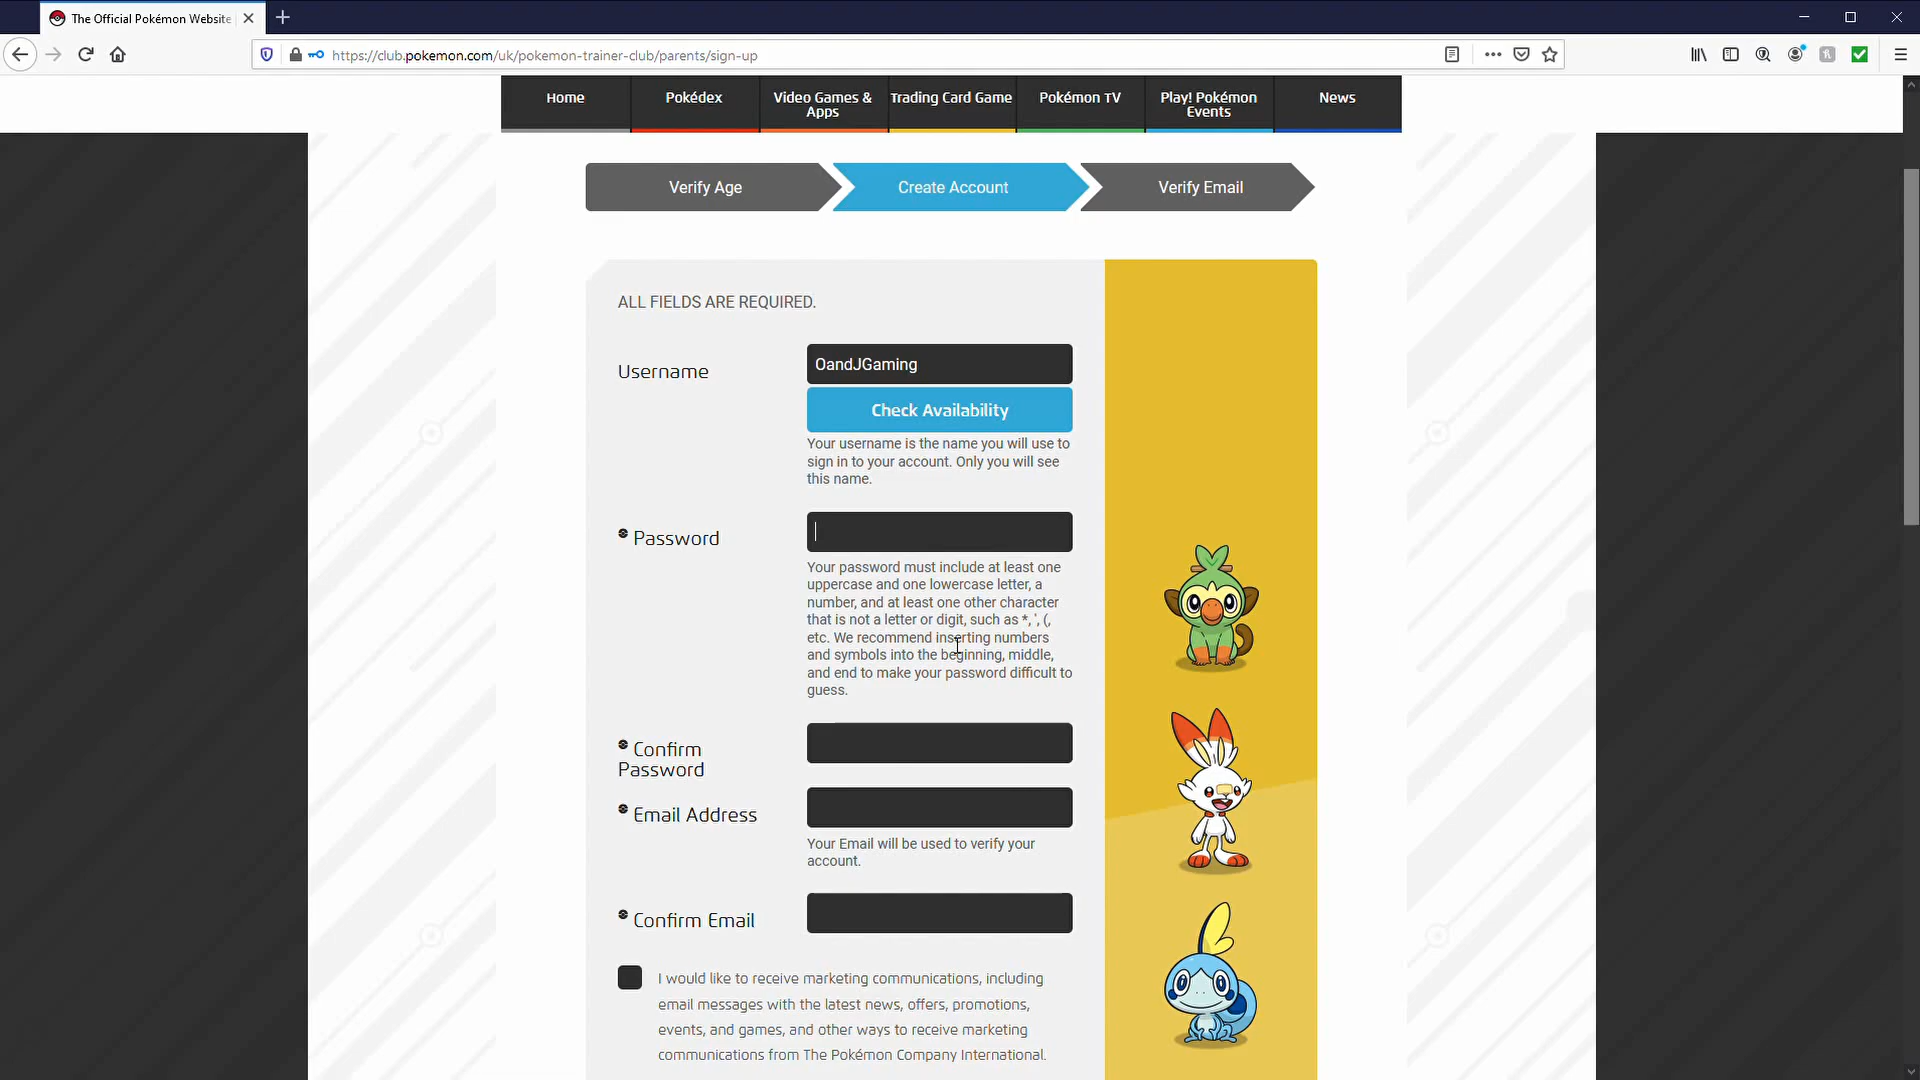 The Official Pokémon Website
https://club.pokemon.com/uk/pokemon-trainer-club/parents/sign-up
Home
Pokédex
Video Games &
Apps
Trading Card Game
Pokémon TV
Play! Pokémon
Events
News
Verify Age
Create Account
Verify Email
ALL FIELDS ARE REQUIRED.
Username
OandJGaming
Check Availability
Your username is the name you will use to
sign in to your account. Only you will see
this name.
Password
Your password must include at least one
uppercase and one lowercase letter, a
number, and at least one other character
that is not a letter or digit, such as *, ', (,
etc. We recommend inserting numbers
and symbols into the beginning, middle,
and end to make your password difficult to
guess.
Confirm
Password
Email Address
Your Email will be used to verify your
account.
Confirm Email
I would like to receive marketing communications, including
email messages with the latest news, offers, promotions,
events, and games, and other ways to receive marketing
communications from The Pokémon Company International.